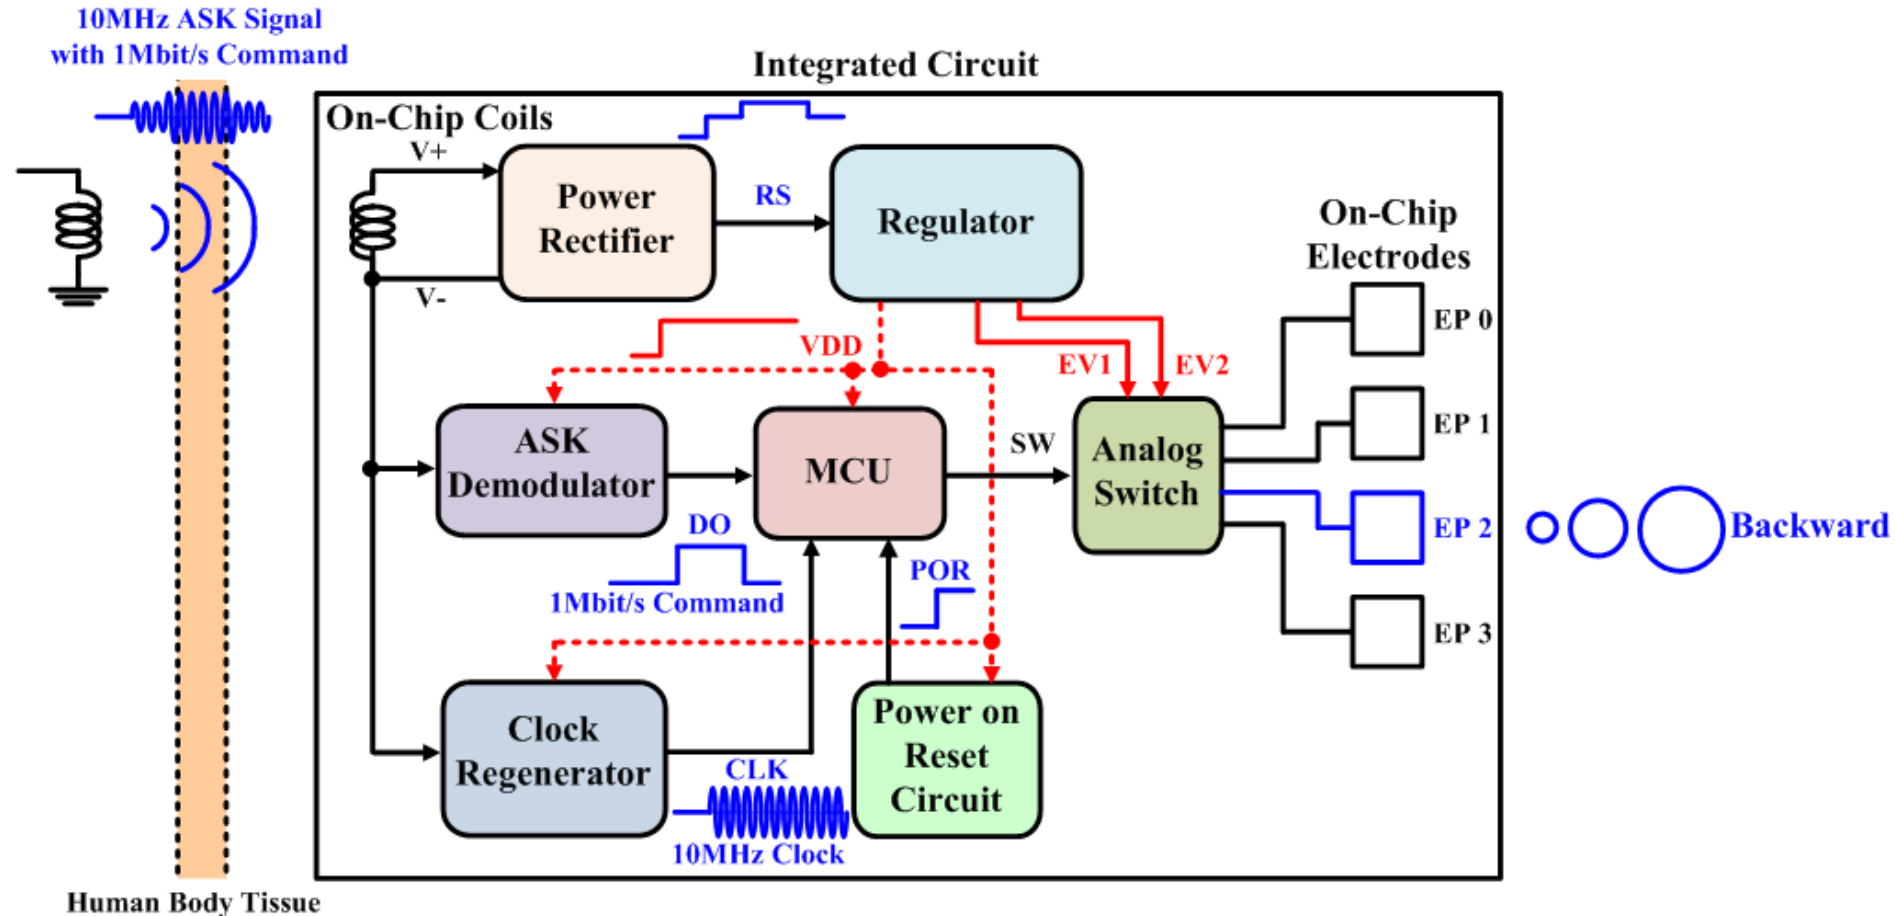 10MHz ASK Signal
with 1Mbit/s Command
Integrated Circuit
On-Chip Coils
V+
Power
Rectifier
RS
Regulator
On-Chip
Electrodes
V-
EP 0
VDD
EV1
EV2
EP 1
ASK
Demodulator
MCU
SW
Analog
Switch
EP 2
Backward
DO
1Mbit/s Command
POR
EP 3
Clock
Regenerator
CLK
10MHz Clock
Power on
Reset
Circuit
Human Body Tissue